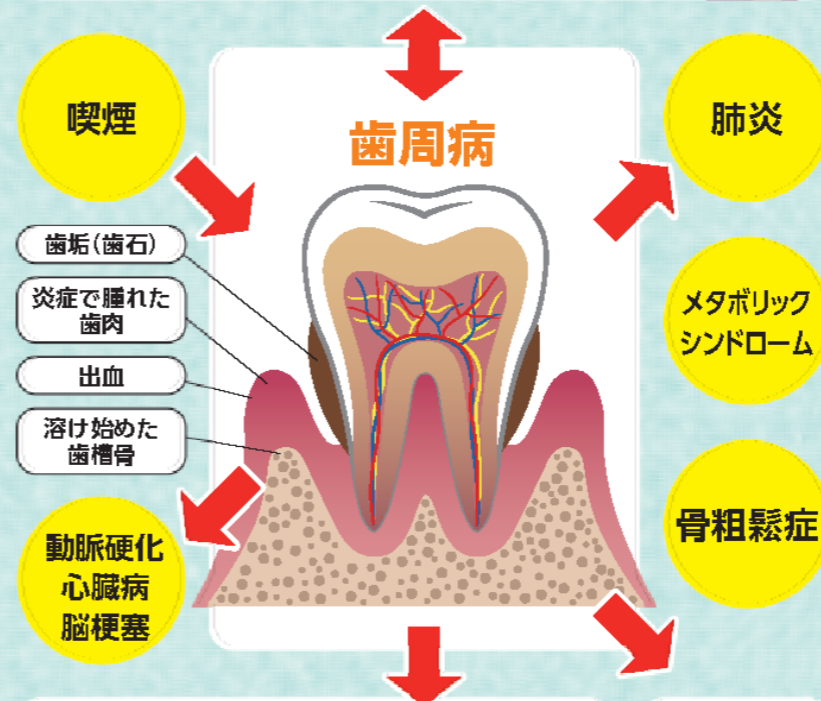 喫煙
歯周病
肺炎
歯垢(歯石)
炎症で腫れた
歯肉
出血
溶け始めた
歯槽骨
メタボリック
シンドローム
動脈硬化
心臓病
脳梗塞
骨粗鬆症